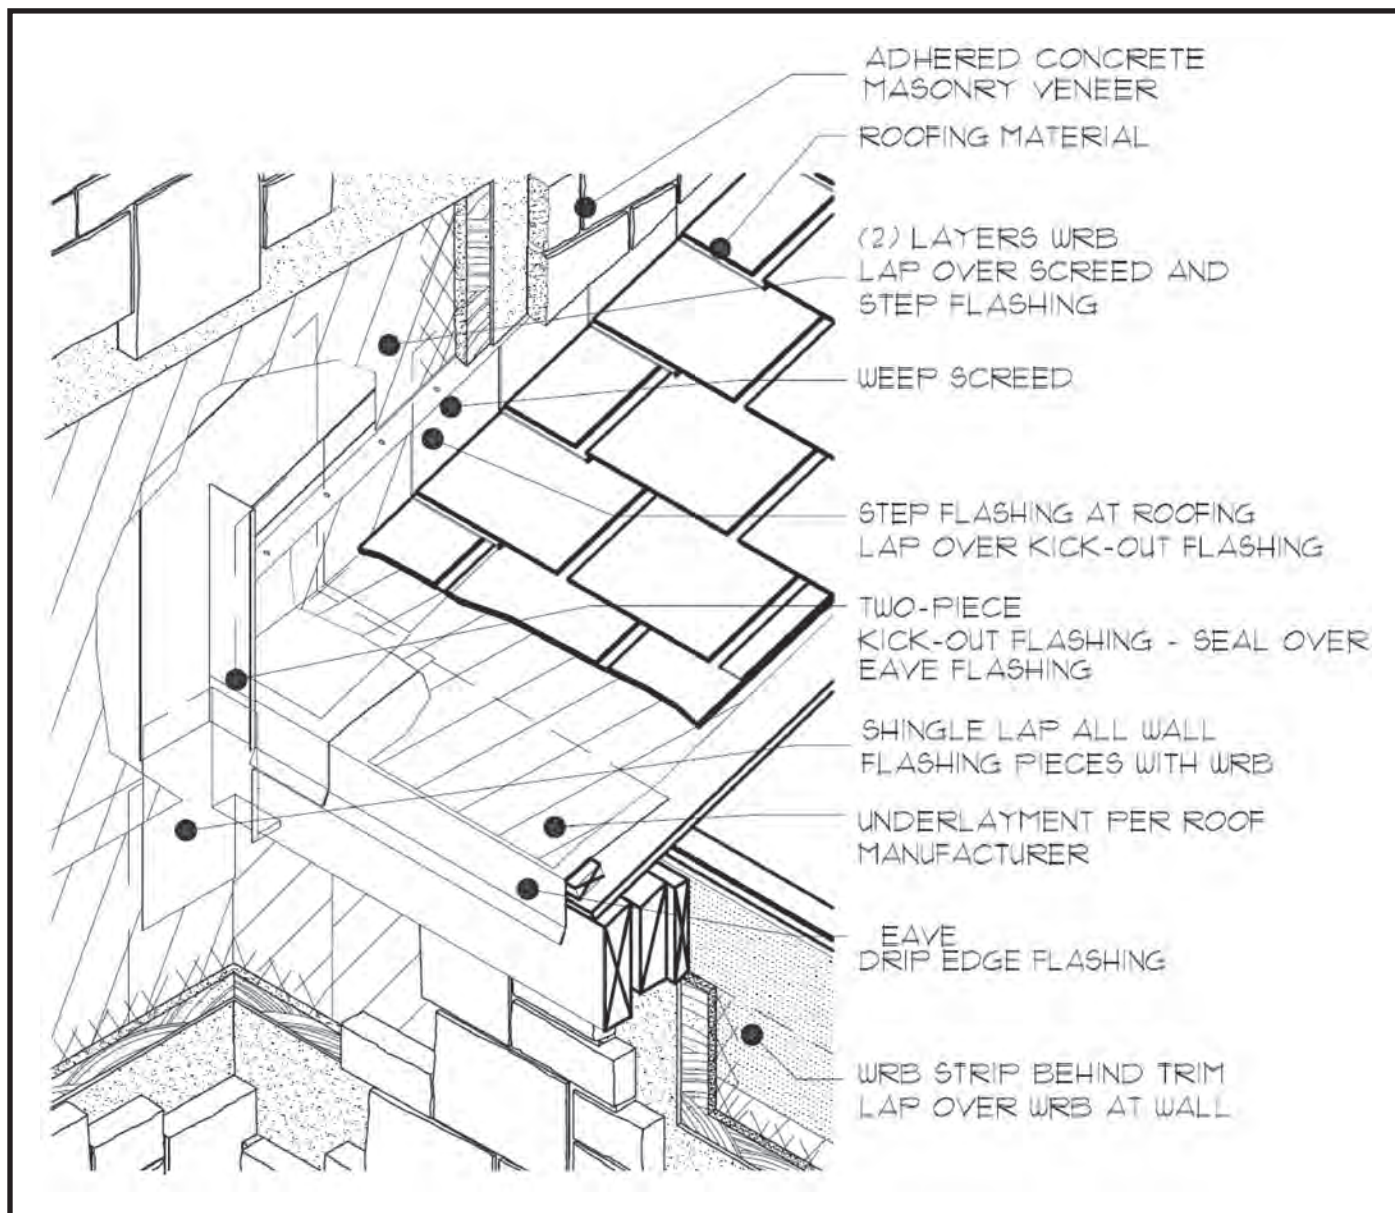 ADHERED CONCRETE
MASONRY VENEER
ROOFING MATERIAL
(2) LAYERS WRB
LAP OVER SCREED AND
STEP FLASHING
WEEP SCREED
STEP FLASHING AT ROOFING
LAP OVER KICK-OUT FLASHING
TWO-PIECE
KICK-OUT FLASHING - SEAL OVER
EAVE FLASHING
SHINGLE LAP ALL WALL
FLASHING PIECES WITH WRB
UNDERLAYMENT PER ROOF
MANUFACTURER
EAVE
DRIP EDGE FLASHING
WRB STRIP BEHIND TRIM
LAP OVER WRB AT WALL